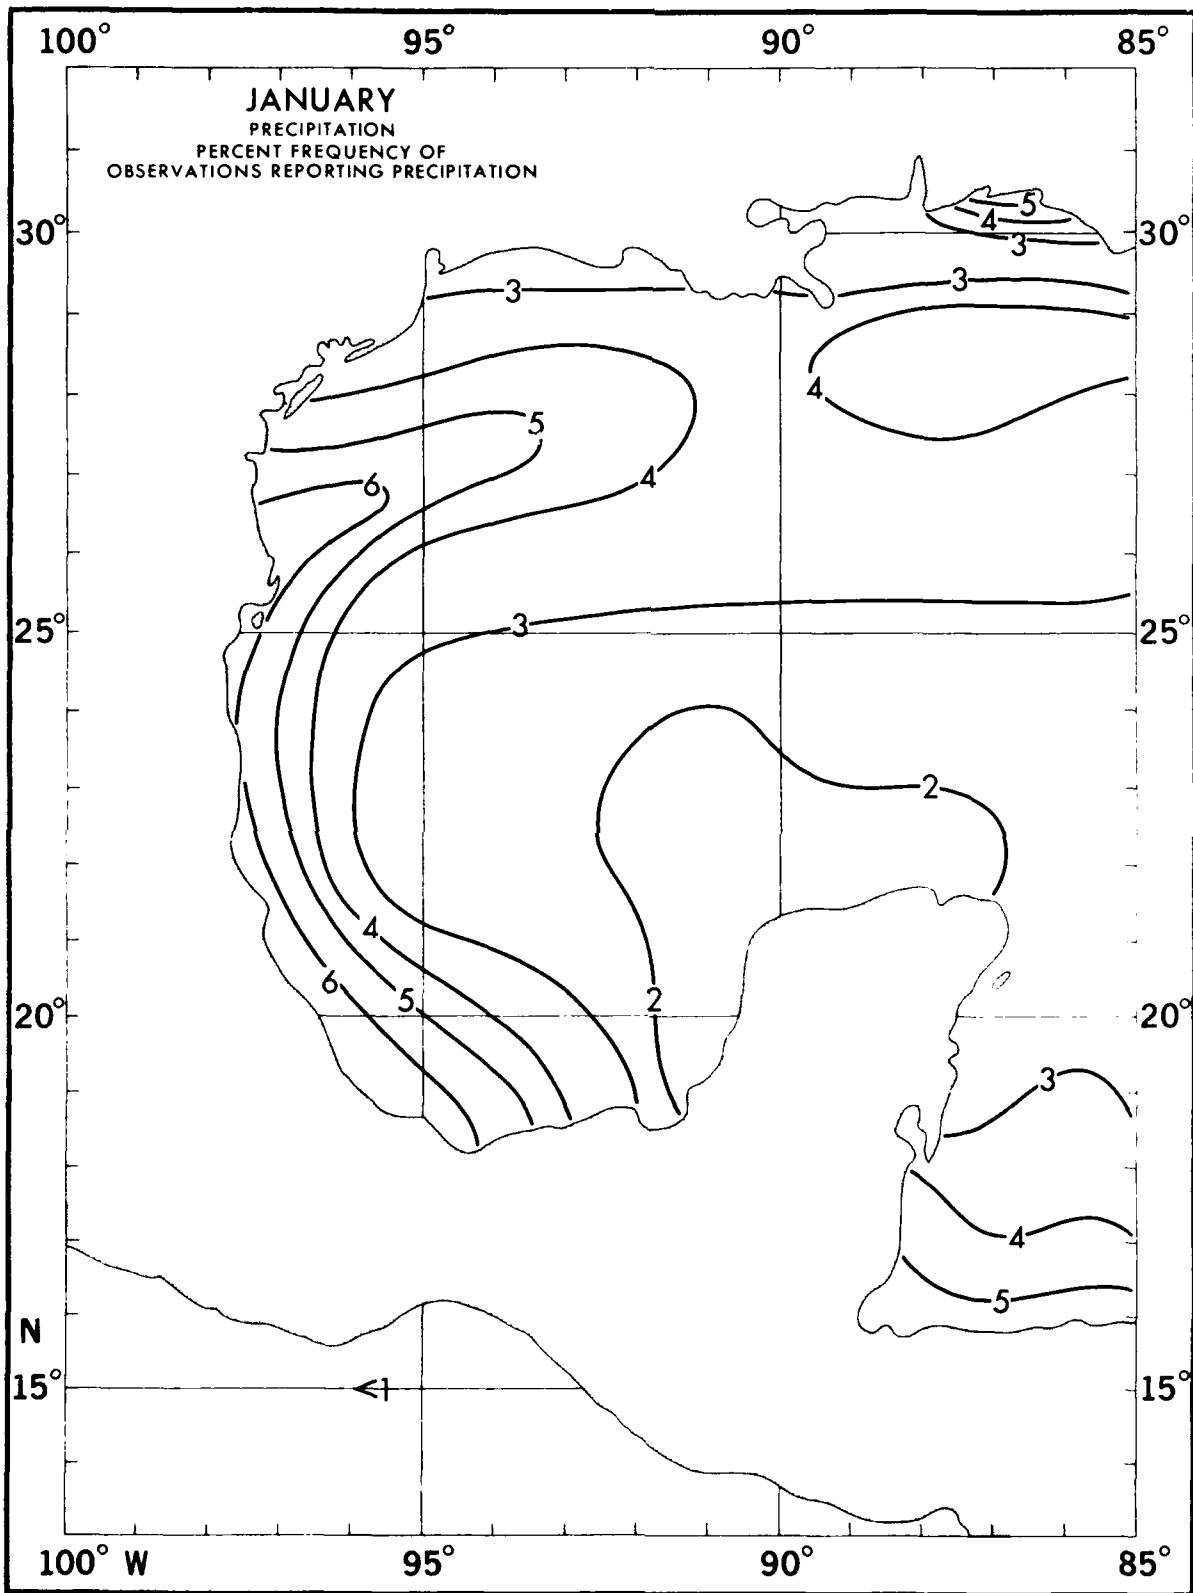 100° 95° 90° 85°
JANUARY
PRECIPITATION
PERCENT FREQUENCY OF
OBSERVATIONS REPORTING PRECIPITATION
5
4
30° 3 30°
3 3
4
5
4
6
25° 3 25°
2
4
6 2
5
20° 20°
3
4
5
N
15° <1 15°
100° W 95° 90° 85°